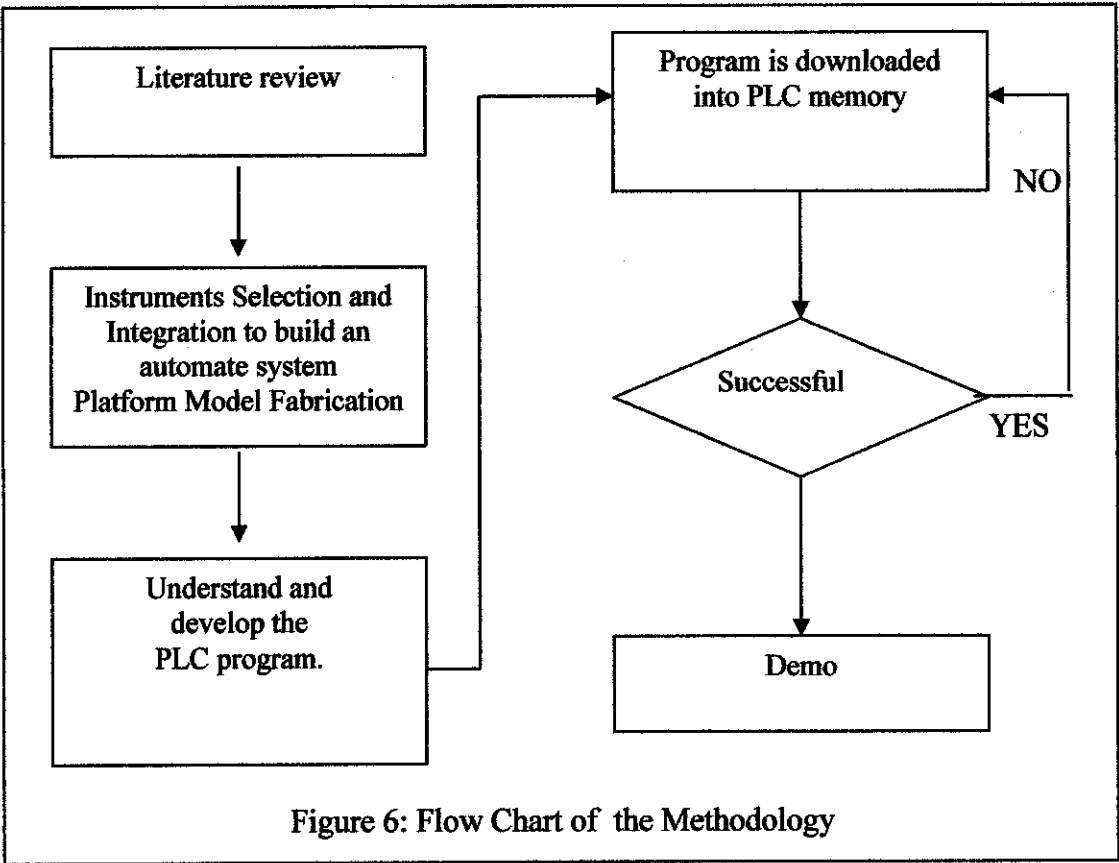 Literature review
Instruments Selection and
Integration to build an
automate system
Platform Model Fabrication
Understand and
develop the
PLC program.
Program is downloaded
into PLC memory
NO
Successful
YES
Demo
Figure 6: Flow Chart of the Methodology